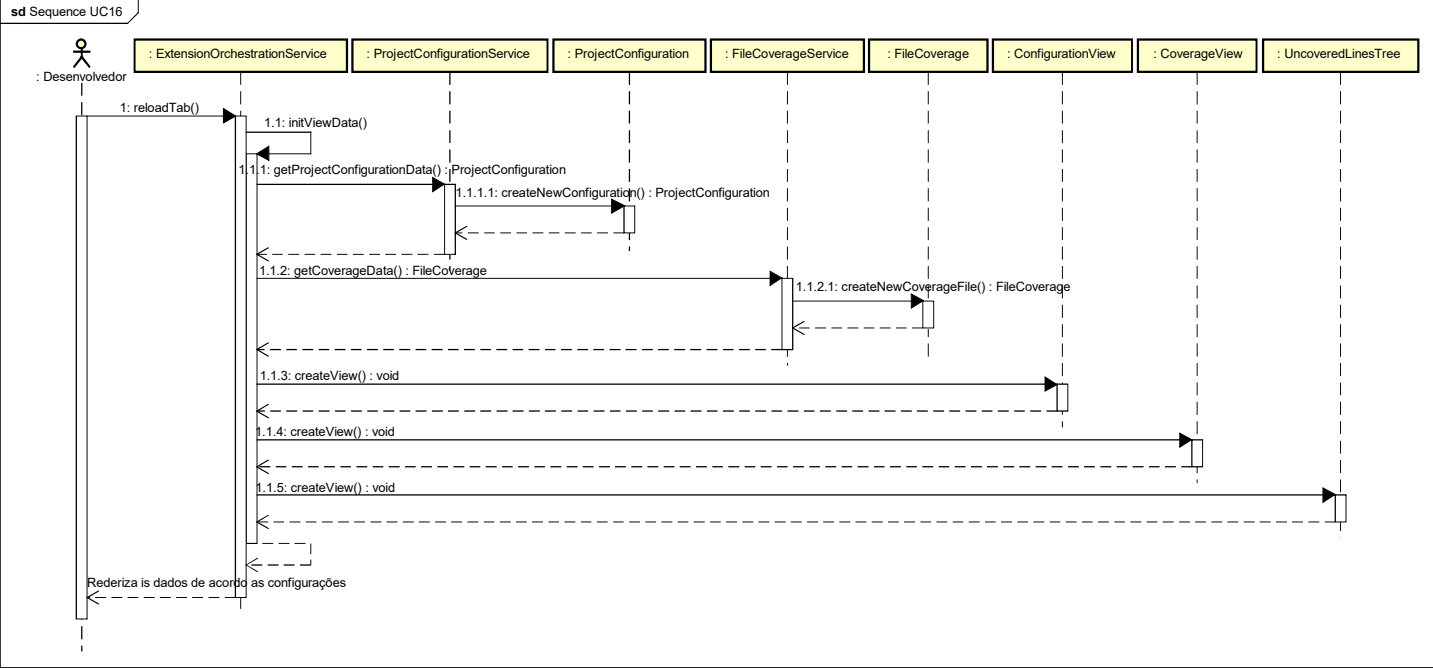 sd Sequence UC16
: Desenvolvedor
: ExtensionOrchestrationService
: ProjectConfigurationService
: ProjectConfiguration
: FileCoverageService
: FileCoverage
: ConfigurationView
: CoverageView
: UncoveredLinesTree
1: reloadTab()
1.1: initViewData()
1.1.1: getProjectConfigurationData() : ProjectConfiguration
1.1.1.1: createNewConfiguration() : ProjectConfiguration
1.1.2: getCoverageData() : FileCoverage
1.1.2.1: createNewCoverageFile() : FileCoverage
1.1.3: createView() : void
1.1.4: createView() : void
1.1.5: createView() : void
Rederiza is dados de acordo as configurações